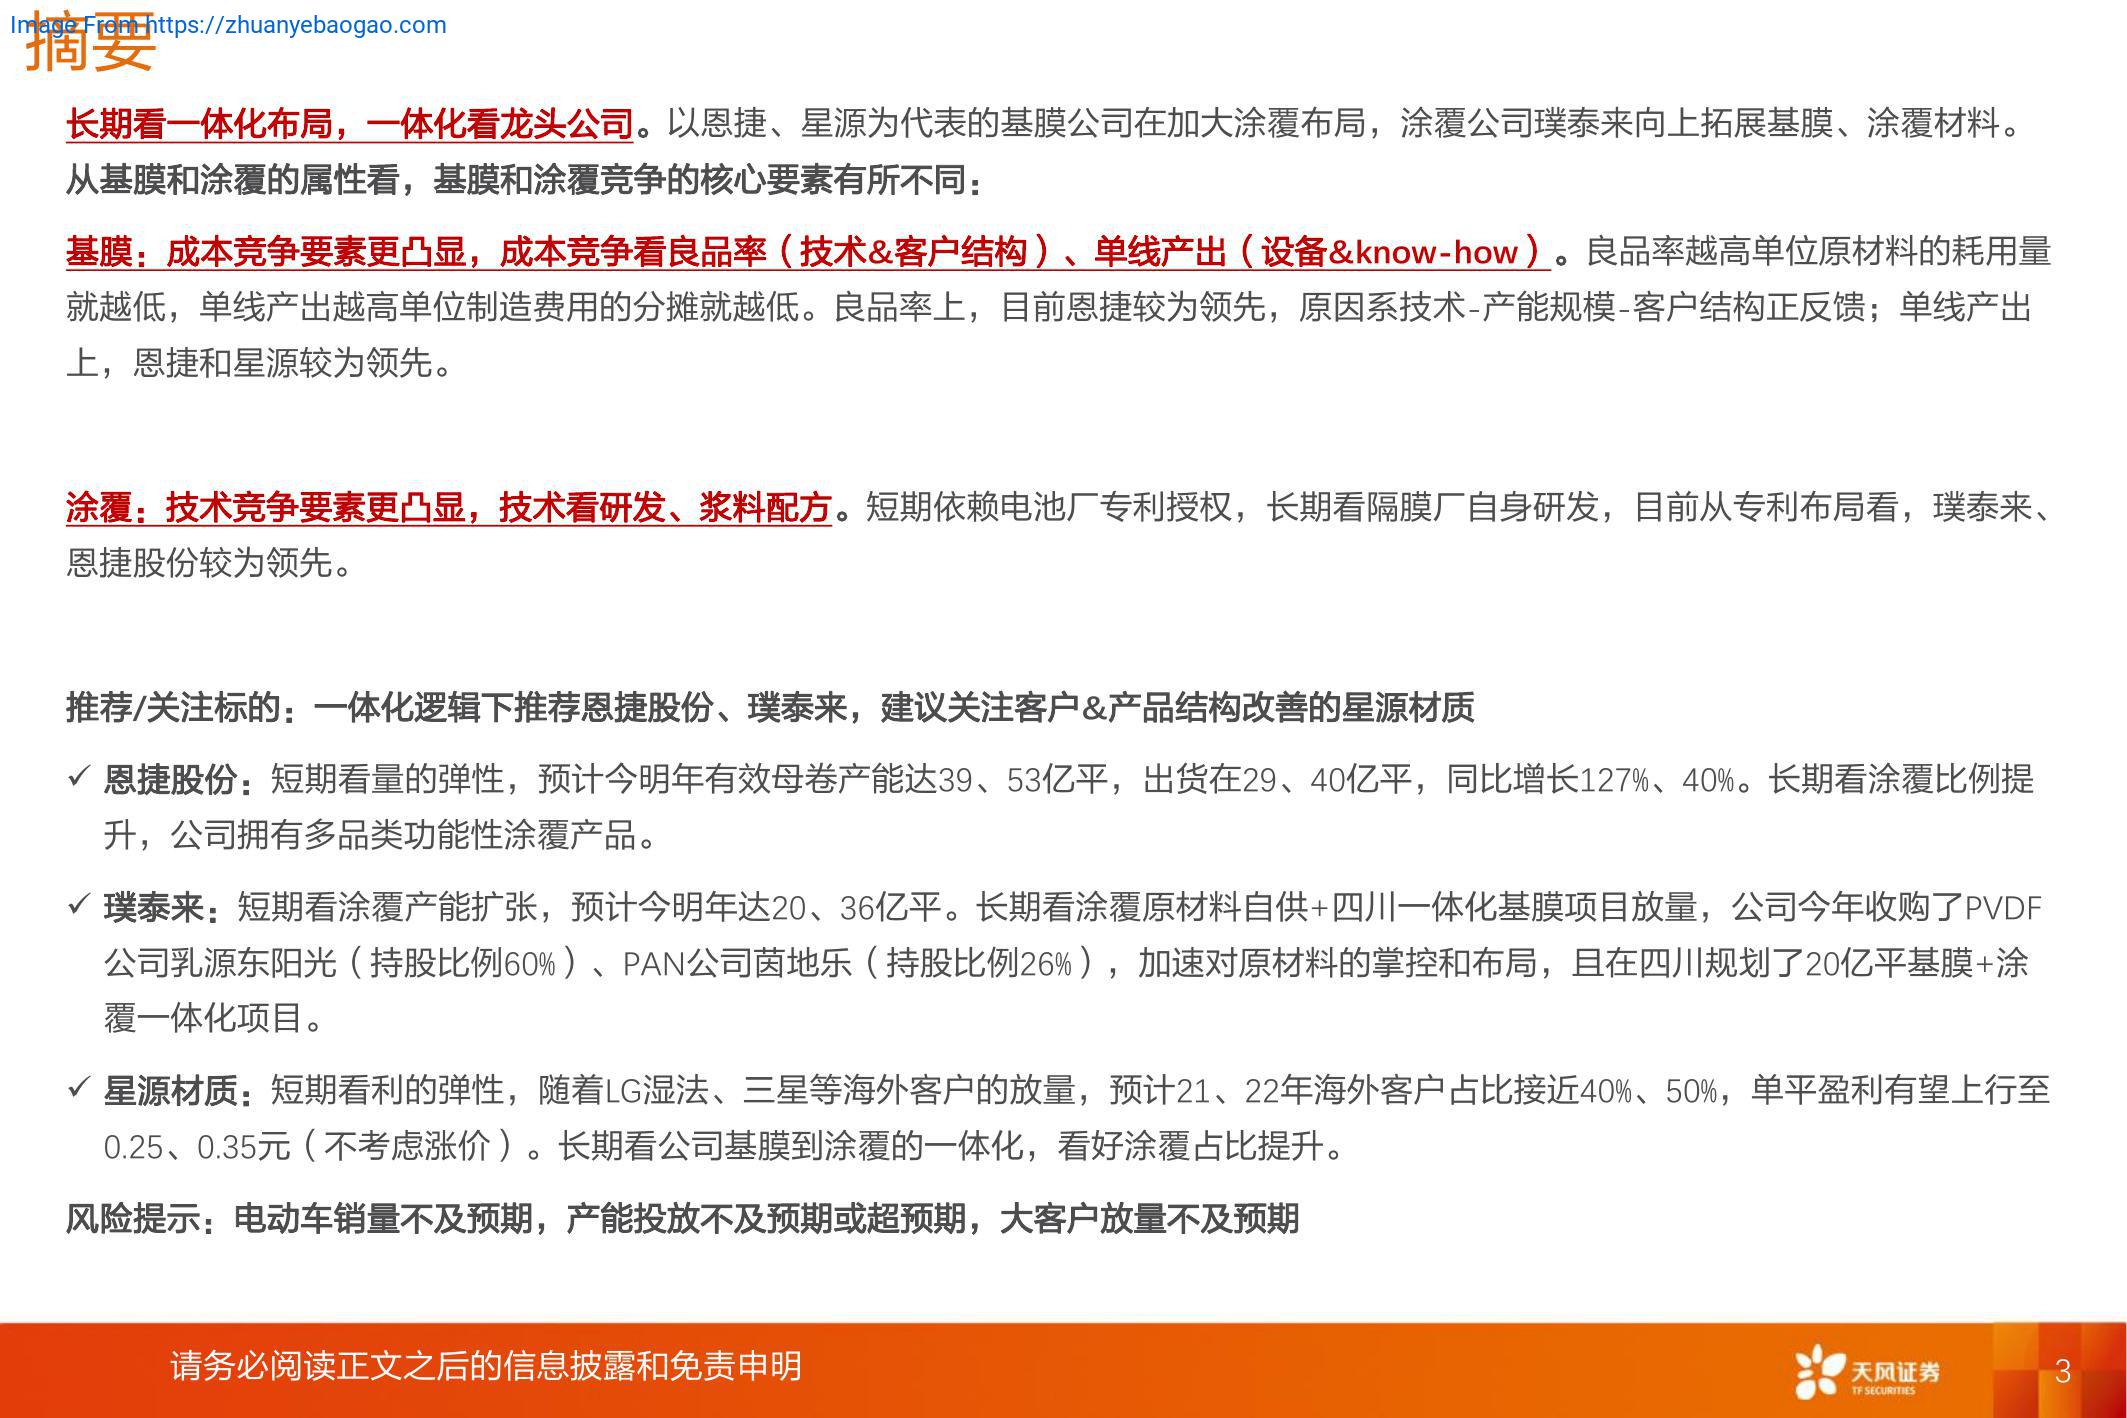 Image From https://zhuanyebaogao.com
摘要
长期看一体化布局，一体化看龙头公司。以恩捷、星源为代表的基膜公司在加大涂覆布局，涂覆公司璞泰来向上拓展基膜、涂覆材料。
从基膜和涂覆的属性看，基膜和涂覆竞争的核心要素有所不同：
基膜：成本竞争要素更凸显，成本竞争看良品率（技术&客户结构）、单线产出（设备&know-how）。良品率越高单位原材料的耗用量
就越低，单线产出越高单位制造费用的分摊就越低。良品率上，目前恩捷较为领先，原因系技术-产能规模-客户结构正反馈；单线产出
上，恩捷和星源较为领先。
涂覆：技术竞争要素更凸显，技术看研发、浆料配方。短期依赖电池厂专利授权，长期看隔膜厂自身研发，目前从专利布局看，璞泰来、
恩捷股份较为领先。
推荐/关注标的：一体化逻辑下推荐恩捷股份、璞泰来，建议关注客户&产品结构改善的星源材质
✓ 恩捷股份：短期看量的弹性，预计今明年有效母卷产能达39、53亿平，出货在29、40亿平，同比增长127%、40%。长期看涂覆比例提
升，公司拥有多品类功能性涂覆产品。
✓ 璞泰来：短期看涂覆产能扩张，预计今明年达20、36亿平。长期看涂覆原材料自供+四川一体化基膜项目放量，公司今年收购了PVDF
公司乳源东阳光（持股比例60%）、PAN公司茵地乐（持股比例26%），加速对原材料的掌控和布局，且在四川规划了20亿平基膜+涂
覆一体化项目。
✓ 星源材质：短期看利的弹性，随着LG湿法、三星等海外客户的放量，预计21、22年海外客户占比接近40%、50%，单平盈利有望上行至
0.25、0.35元（不考虑涨价）。长期看公司基膜到涂覆的一体化，看好涂覆占比提升。
风险提示：电动车销量不及预期，产能投放不及预期或超预期，大客户放量不及预期
请务必阅读正文之后的信息披露和免责申明
天风证券
TF SECURITIES
3